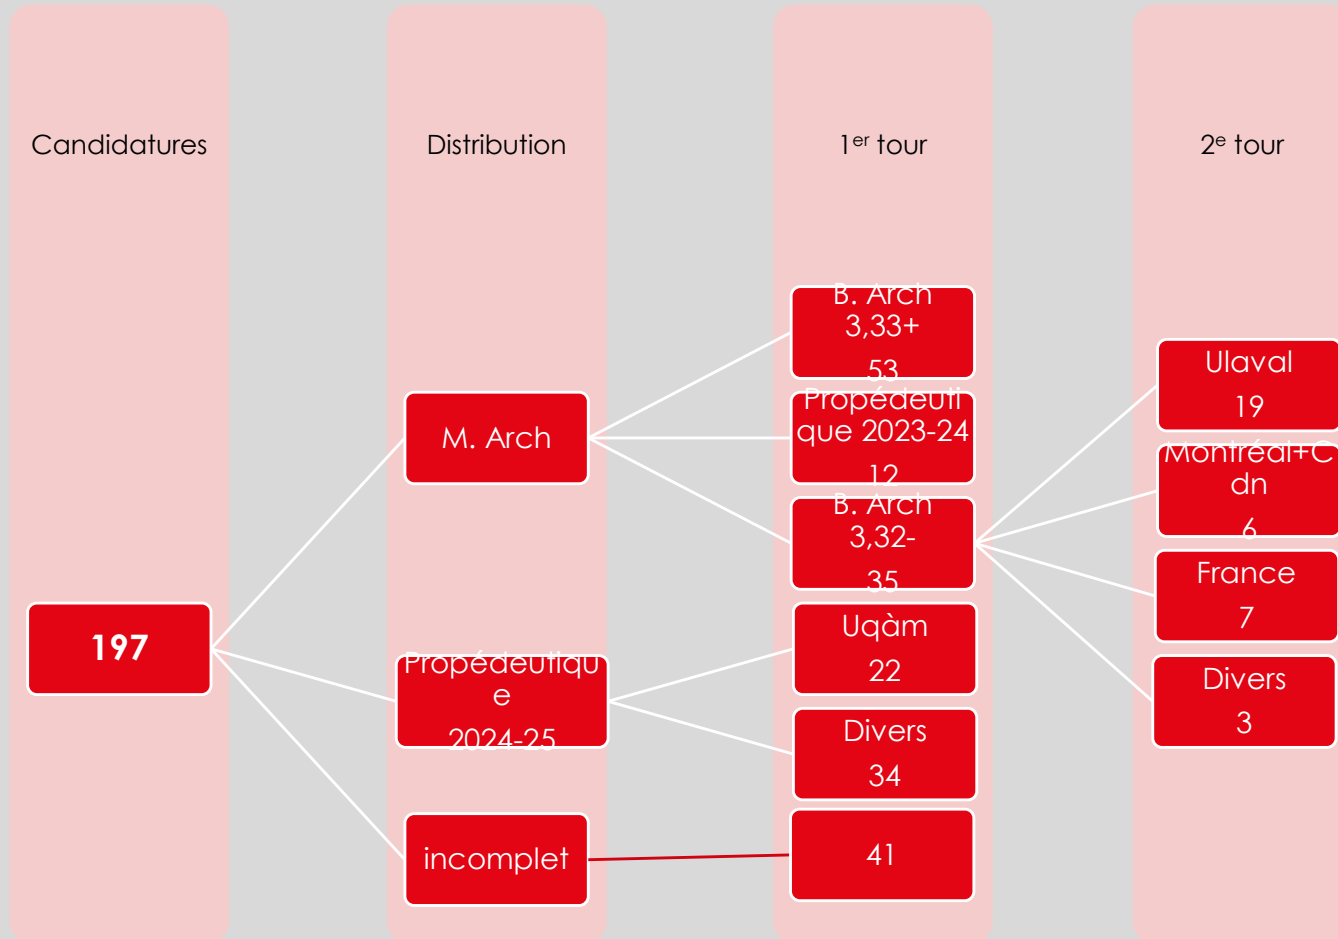 Candidatures
Distribution
1er tour
2e tour
197
M. Arch
Propédeutiqu
e
2024-25
incomplet
B. Arch
3,33+
53
Propédeuti
que 2023-24
12
B. Arch
3,32-
35
Uqàm
22
Divers
34
41
Ulaval
19
Montréal+C
dn
6
France
7
Divers
3